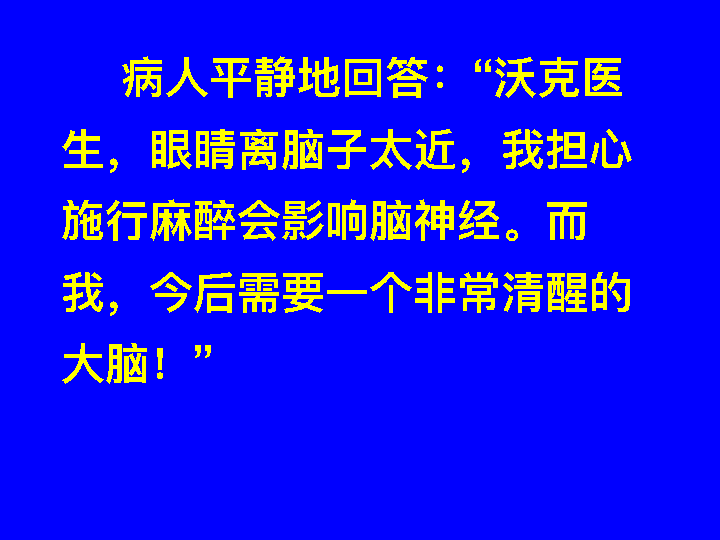 病人平静地回答：“沃克医
生，眼睛离脑子太近，我担心
施行麻醉会影响脑神经。而
我，今后需要一个非常清醒的
大脑！”